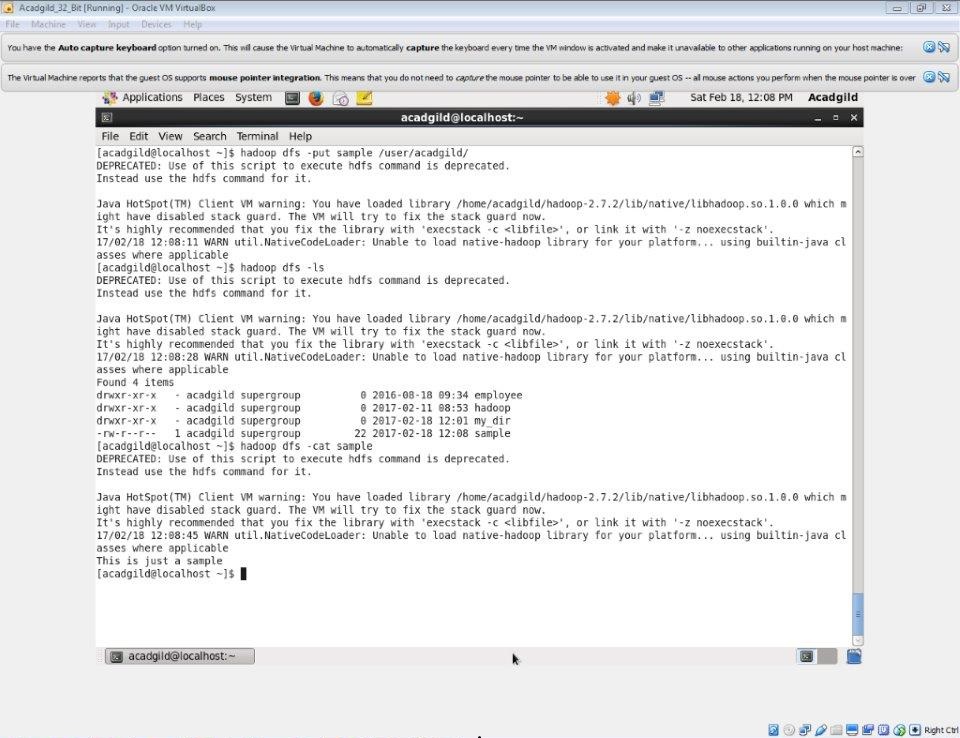 Acadgild_32_Bit [Running] - Oracle VM VirtualBox
File Machine View Input Devices Help
You have the Auto capture keyboard option turned on. This will cause the Virtual Machine to automatically capture the keyboard every time the VM window is activated and make it unavailable to other applications running on your host machine:
The Virtual Machine reports that the guest OS supports mouse pointer integration. This means that you do not need to capture the mouse pointer to be able to use it in your guest OS -- all mouse actions you perform when the mouse pointer is over
Applications Places System Sat Feb 18, 12:08 PM Acadgild
acadgild@localhost:~
File Edit View Search Terminal Help
[acadgild@localhost ~]$ hadoop dfs -put sample /user/acadgild/
DEPRECATED: Use of this script to execute hdfs command is deprecated.
Instead use the hdfs command for it.
Java HotSpot(TM) Client VM warning: You have loaded library /home/acadgild/hadoop-2.7.2/lib/native/libhadoop.so.1.0.0 which m
ight have disabled stack guard. The VM will try to fix the stack guard now.
It's highly recommended that you fix the library with 'execstack -c <libfile>', or link it with '-z noexecstack'.
17/02/18 12:08:11 WARN util.NativeCodeLoader: Unable to load native-hadoop library for your platform... using builtin-java cl
asses where applicable
[acadgild@localhost ~]$ hadoop dfs -ls
DEPRECATED: Use of this script to execute hdfs command is deprecated.
Instead use the hdfs command for it.
Java HotSpot(TM) Client VM warning: You have loaded library /home/acadgild/hadoop-2.7.2/lib/native/libhadoop.so.1.0.0 which m
ight have disabled stack guard. The VM will try to fix the stack guard now.
It's highly recommended that you fix the library with 'execstack -c <libfile>', or link it with '-z noexecstack'.
17/02/18 12:08:28 WARN util.NativeCodeLoader: Unable to load native-hadoop library for your platform... using builtin-java cl
asses where applicable
Found 4 items
drwxr-xr-x - acadgild supergroup 0 2016-08-18 09:34 employee
drwxr-xr-x - acadgild supergroup 0 2017-02-11 08:53 hadoop
drwxr-xr-x - acadgild supergroup 0 2017-02-18 12:01 my_dir
-rw-r--r-- 1 acadgild supergroup 22 2017-02-18 12:08 sample
[acadgild@localhost ~]$ hadoop dfs -cat sample
DEPRECATED: Use of this script to execute hdfs command is deprecated.
Instead use the hdfs command for it.
Java HotSpot(TM) Client VM warning: You have loaded library /home/acadgild/hadoop-2.7.2/lib/native/libhadoop.so.1.0.0 which m
ight have disabled stack guard. The VM will try to fix the stack guard now.
It's highly recommended that you fix the library with 'execstack -c <libfile>', or link it with '-z noexecstack'.
17/02/18 12:08:45 WARN util.NativeCodeLoader: Unable to load native-hadoop library for your platform... using builtin-java cl
asses where applicable
This is just a sample
[acadgild@localhost ~]$
acadgild@localhost:~
Right Ctrl